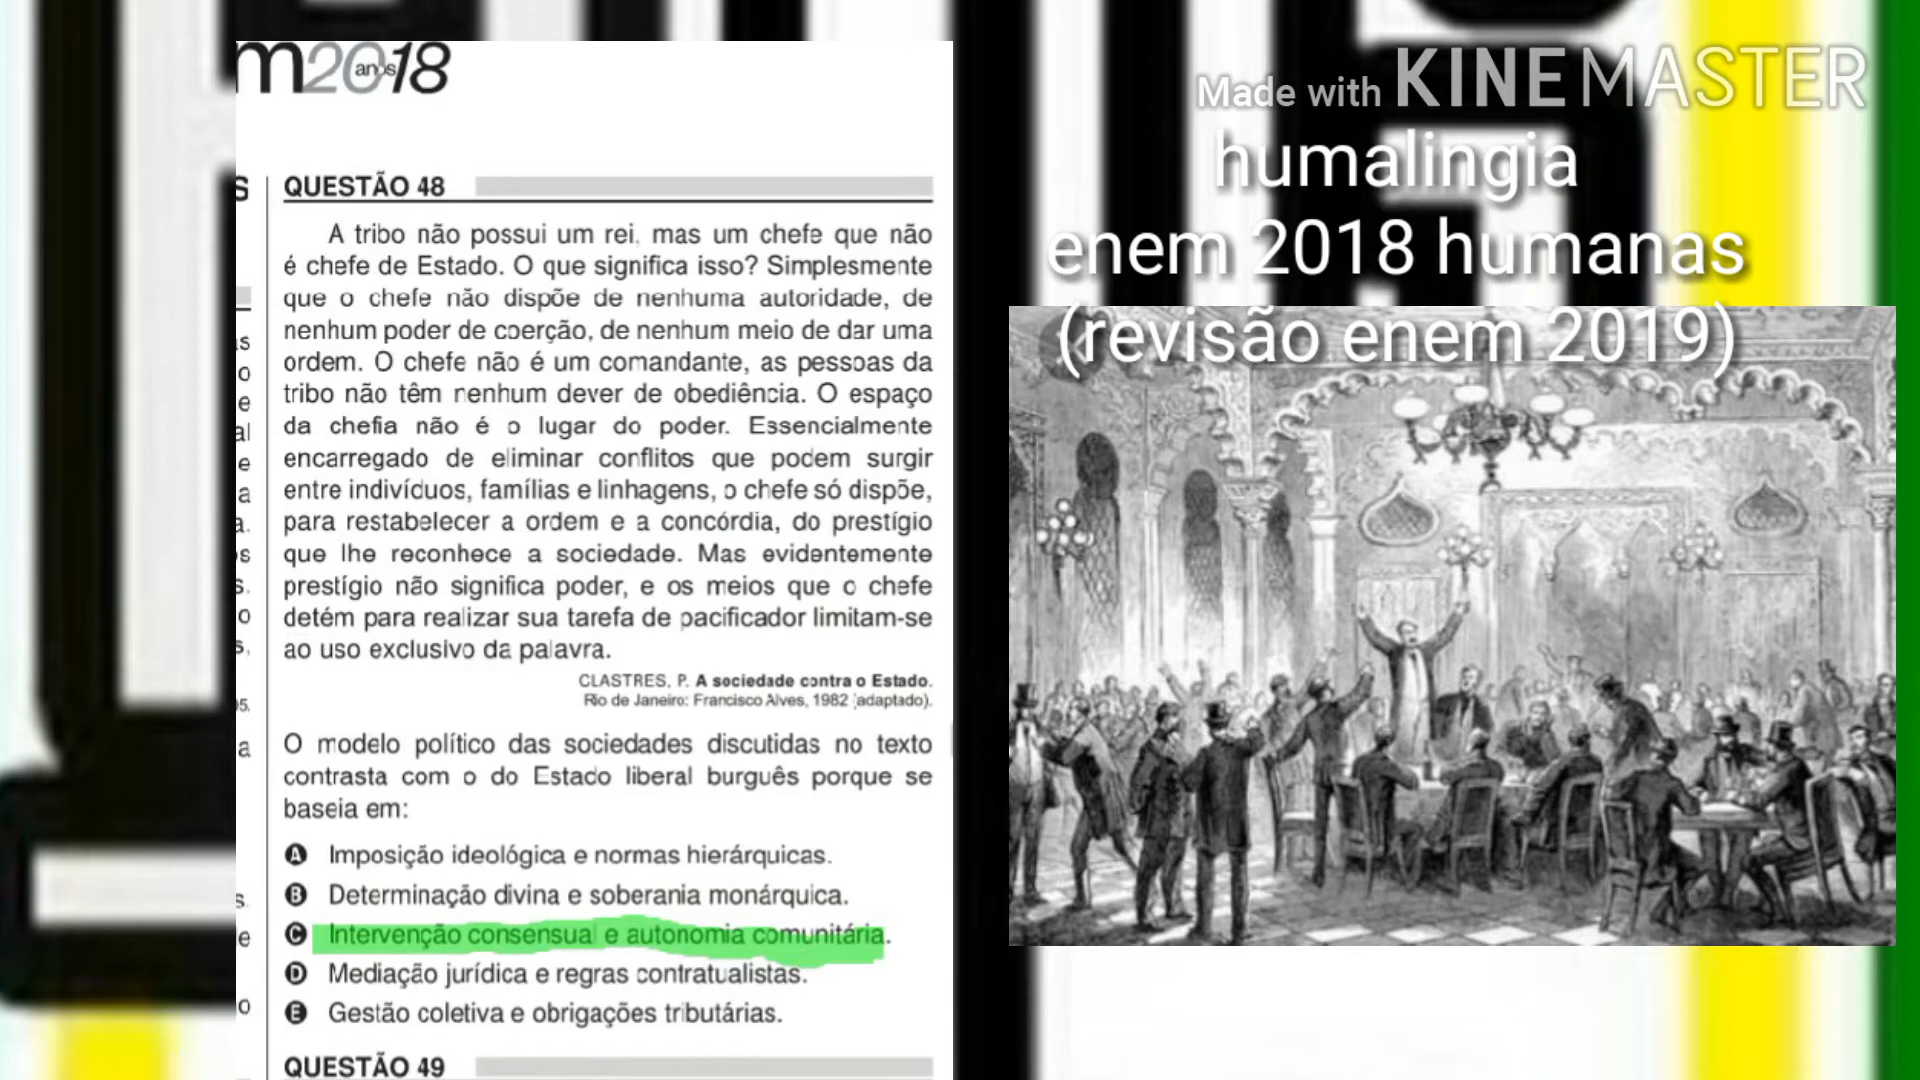 m20anos18
S
QUESTÃO 48
A tribo não possui um rei, mas um chefe que não
é chefe de Estado. O que significa isso? Simplesmente
que o chefe não dispõe de nenhuma autoridade, de
nenhum poder de coerção, de nenhum meio de dar uma
ordem. O chefe não é um comandante, as pessoas da
tribo não têm nenhum dever de obediência. O espaço
da chefia não é o lugar do poder. Essencialmente
encarregado de eliminar conflitos que podem surgir
entre indivíduos, famílias e linhagens, o chefe só dispõe,
para restabelecer a ordem e a concórdia, do prestígio
que lhe reconhece a sociedade. Mas evidentemente
prestígio não significa poder, e os meios que o chefe
detém para realizar sua tarefa de pacificador limitam-se
ao uso exclusivo da palavra.
CLASTRES, P. A sociedade contra o Estado.
Rio de Janeiro: Francisco Alves, 1982 (adaptado).
O modelo político das sociedades discutidas no texto
contrasta com o do Estado liberal burguês porque se
baseia em:
A Imposição ideológica e normas hierárquicas.
B Determinação divina e soberania monárquica.
C Intervenção consensual e autonomia comunitária.
D Mediação jurídica e regras contratualistas.
E Gestão coletiva e obrigações tributárias.
QUESTÃO 49
Made with KINEMASTER
humalingia
enem 2018 humanas
(revisão enem 2019)